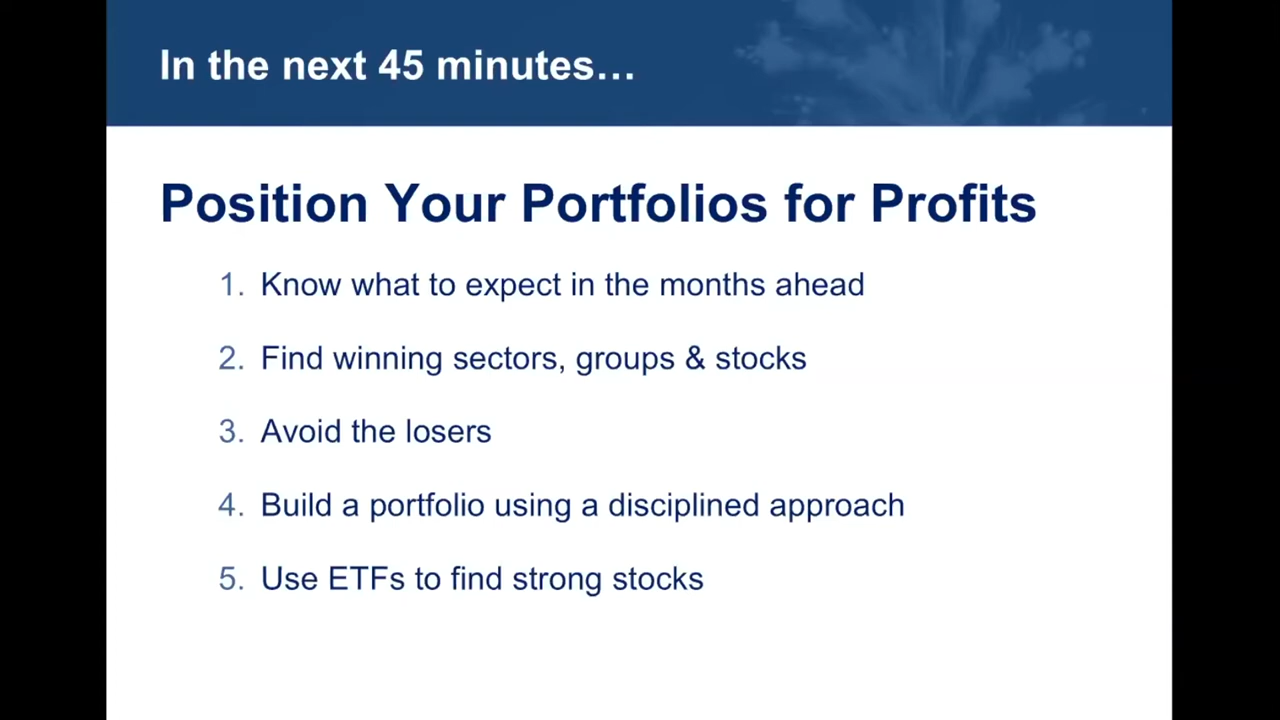 In the next 45 minutes…
Position Your Portfolios for Profits
1. Know what to expect in the months ahead
2. Find winning sectors, groups & stocks
3. Avoid the losers
4. Build a portfolio using a disciplined approach
5. Use ETFs to find strong stocks